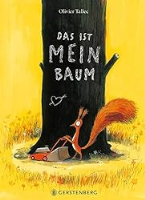 Olivier Tallec
DAS IST
MEIN
BAUM
GERSTENBERG